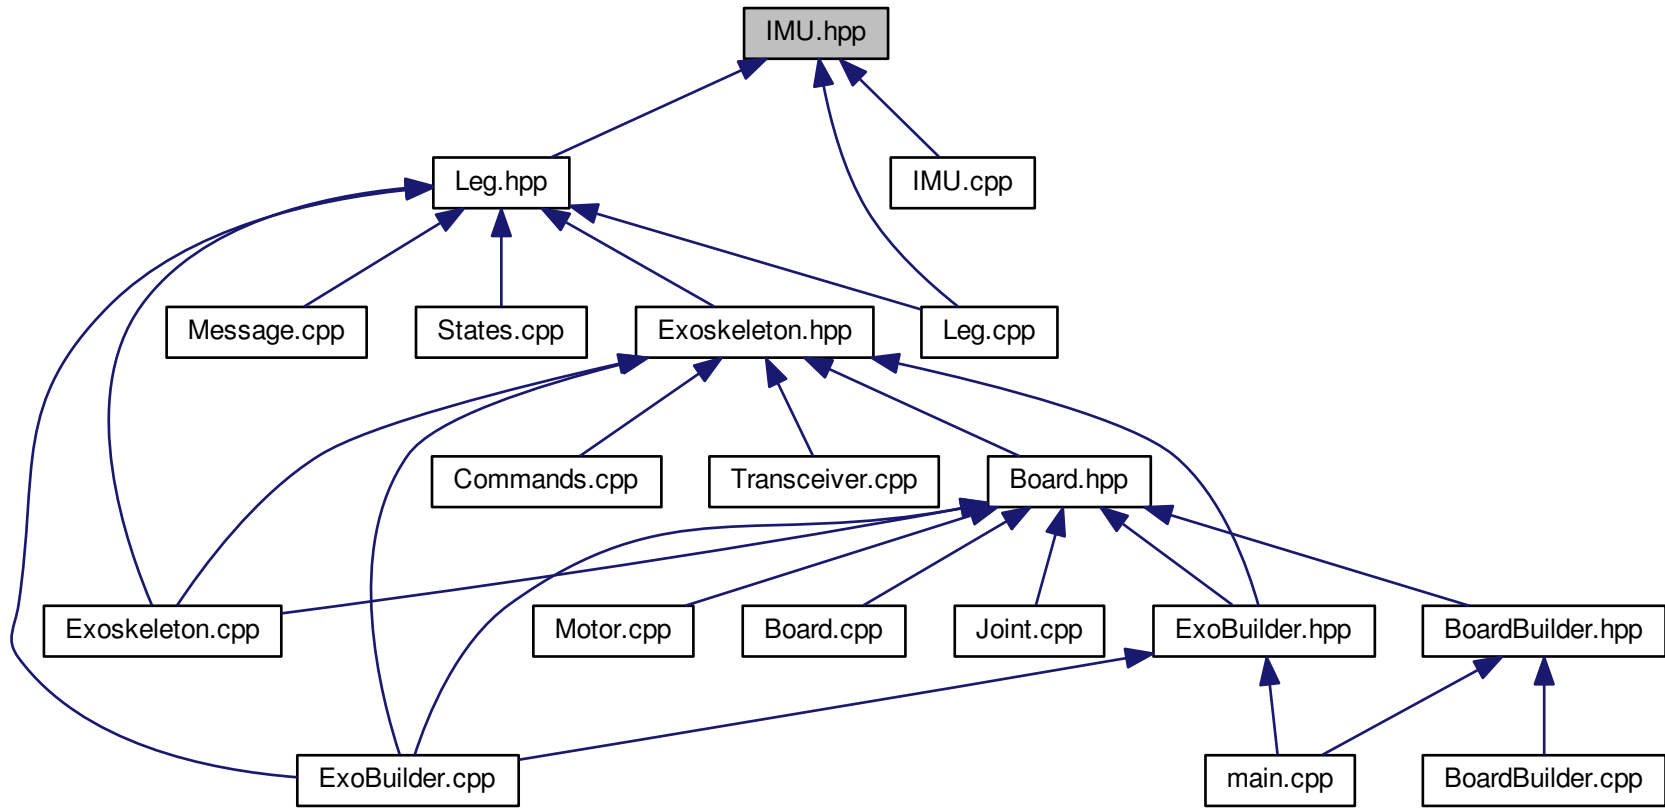 IMU.hpp
Leg.hpp
IMU.cpp
Message.cpp
States.cpp
Exoskeleton.hpp
Leg.cpp
Commands.cpp
Transceiver.cpp
Board.hpp
Exoskeleton.cpp
Motor.cpp
Board.cpp
Joint.cpp
ExoBuilder.hpp
BoardBuilder.hpp
ExoBuilder.cpp
main.cpp
BoardBuilder.cpp